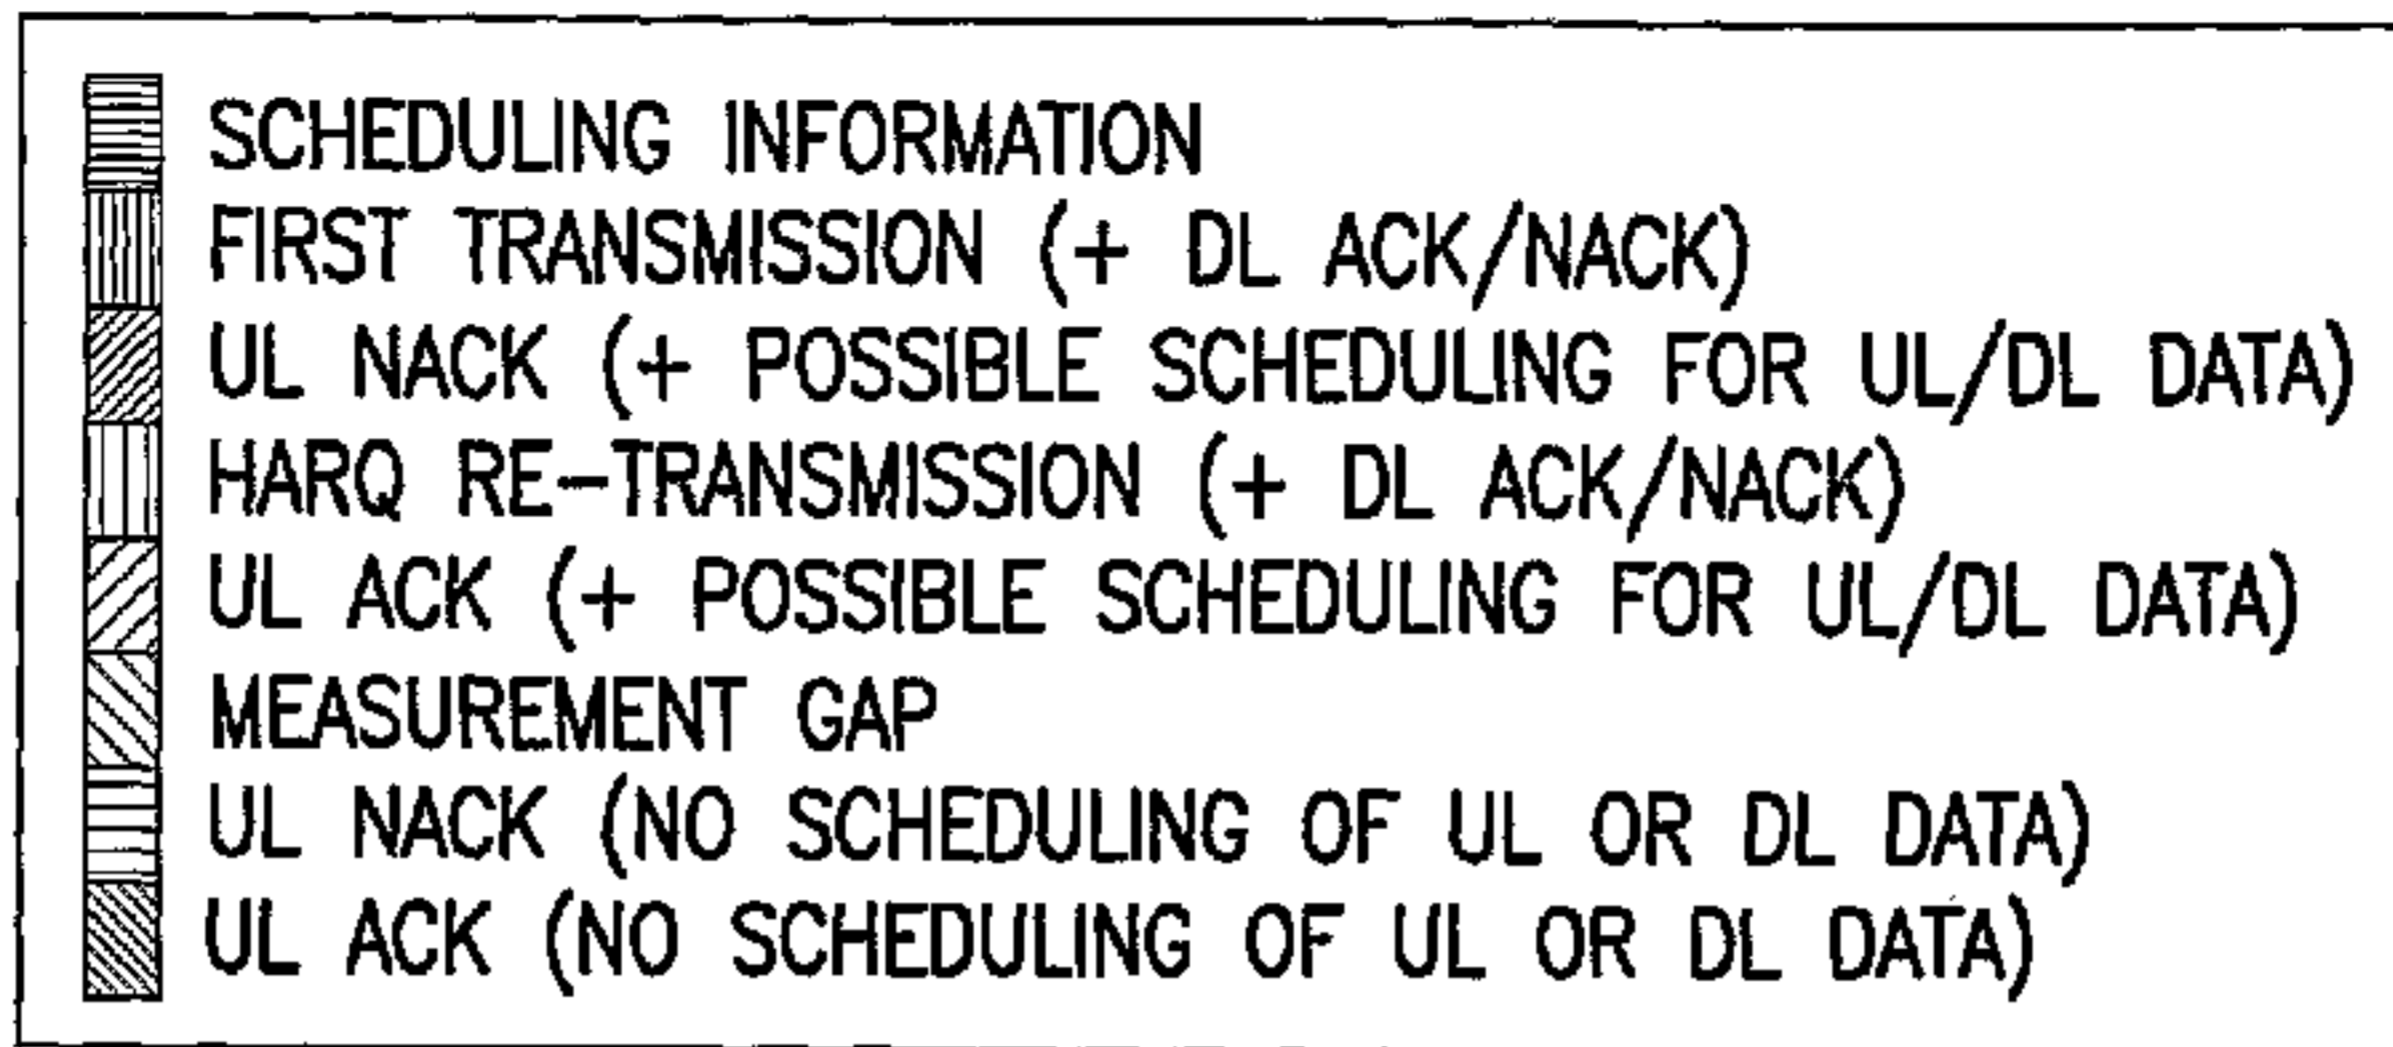 SCHEDULING INFORMATION
FIRST TRANSMISSION (+ DL ACK/NACK)
UL NACK (+ POSSIBLE SCHEDULING FOR UL/DL DATA)
HARQ RE-TRANSMISSION (+ DL ACK/NACK)
UL ACK (+ POSSIBLE SCHEDULING FOR UL/DL DATA)
MEASUREMENT GAP
UL NACK (NO SCHEDULING OF UL OR DL DATA)
UL ACK (NO SCHEDULING OF UL OR DL DATA)